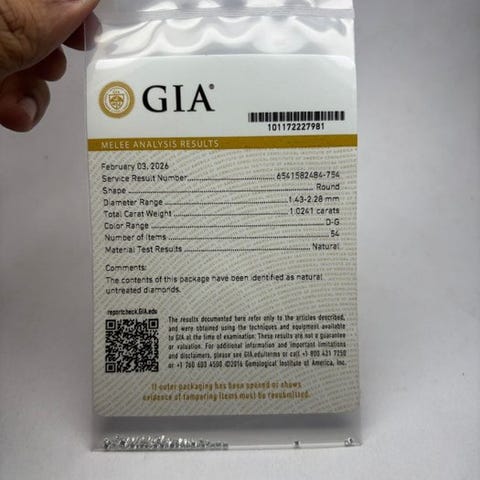 GIA®
101172227981
MELEE ANALYSIS RESULTS
February 03, 2026
Service Result Number 6541582484-754
Shape Round
Diameter Range 1.43-2.28 mm
Total Carat Weight 1.0241 carats
Color Range D-G
Number of Items 54
Material Test Results Natural
Comments:
The contents of this package have been identified as natural
untreated diamonds.
reportcheck.GIA.edu
The results documented here refer only to the articles described,
and were obtained using the techniques and equipment available
to GIA at the time of examination. These results are not a guarantee
or valuation. For additional information and important limitations
and disclaimers, please see GIA.edu/terms or call +1 800 421 7250
or +1 760 603 4500 ©2016 Gemological Institute of America, Inc.
If outer packaging has been opened or shows
evidence of tampering items must be resubmitted.